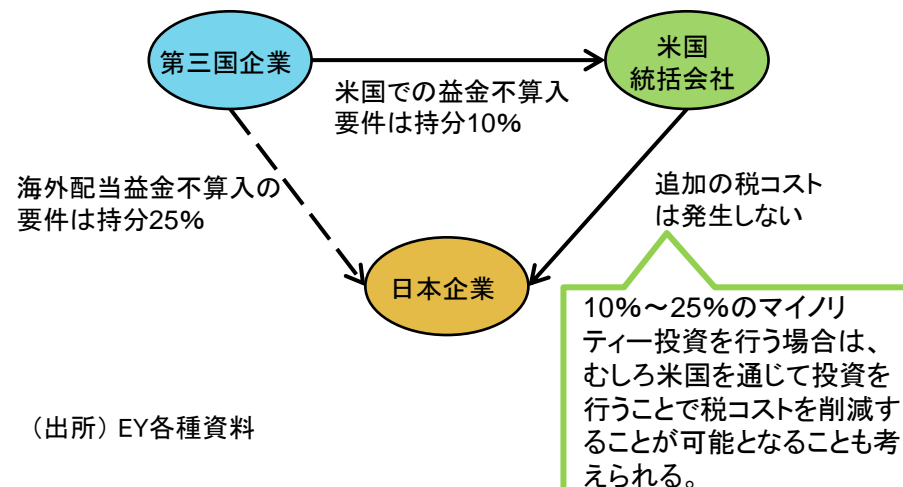 第三国企業
米国
統括会社
米国での益金不算入
要件は持分10%
海外配当益金不算入の
要件は持分25%
追加の税コスト
は発生しない
日本企業
10%～25%のマイノリ
ティー投資を行う場合は、
むしろ米国を通じて投資を
行うことで税コストを削減す
ることが可能となることも考
えられる。
（出所） EY各種資料